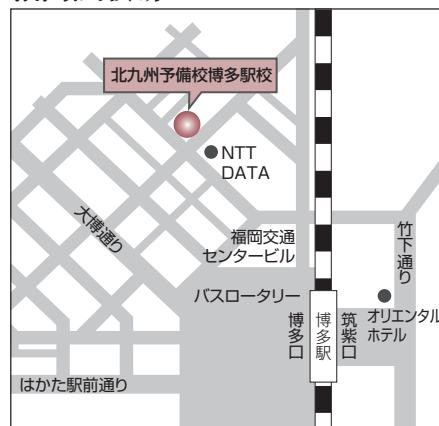 北九州予備校博多駅校
NTT
DATA
大博通り
福岡交通
センタービル
竹下通り
バスロータリー
博多口
博多駅
筑紫口
オリエンタル
ホテル
はかた駅前通り